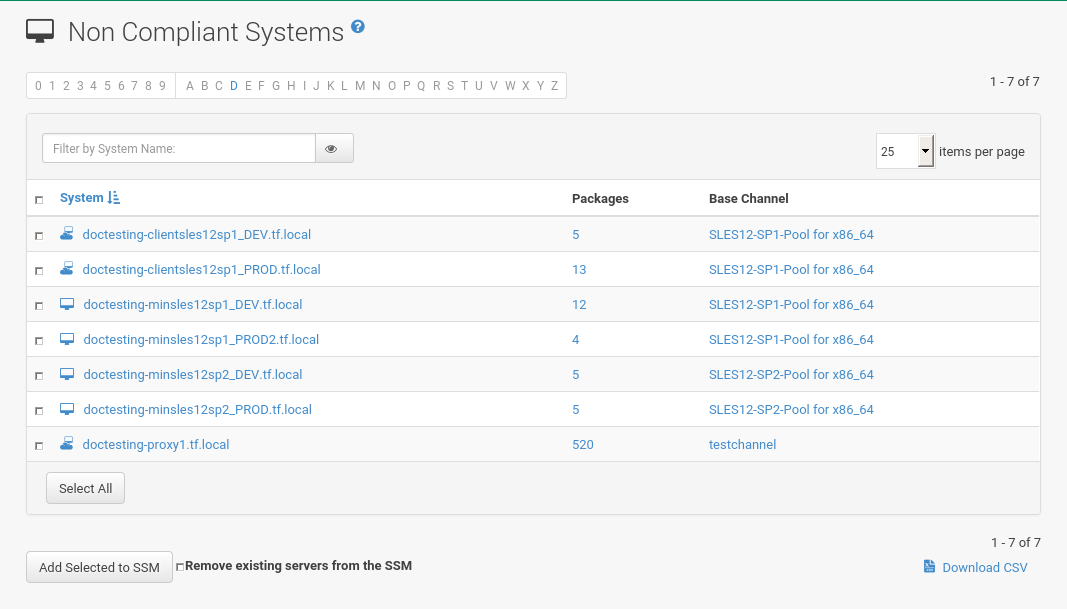 Non Compliant Systems ?
0 1 2 3 4 5 6 7 8 9 A B C D E F G H I J K L M N O P Q R S T U V W X Y Z
1 - 7 of 7
Filter by System Name:
25 items per page
System Packages Base Channel
doctesting-clientsles12sp1_DEV.tf.local 5 SLES12-SP1-Pool for x86_64
doctesting-clientsles12sp1_PROD.tf.local 13 SLES12-SP1-Pool for x86_64
doctesting-minsles12sp1_DEV.tf.local 12 SLES12-SP1-Pool for x86_64
doctesting-minsles12sp1_PROD2.tf.local 4 SLES12-SP1-Pool for x86_64
doctesting-minsles12sp2_DEV.tf.local 5 SLES12-SP2-Pool for x86_64
doctesting-minsles12sp2_PROD.tf.local 5 SLES12-SP2-Pool for x86_64
doctesting-proxy1.tf.local 520 testchannel
Select All
1 - 7 of 7
Add Selected to SSM Remove existing servers from the SSM Download CSV